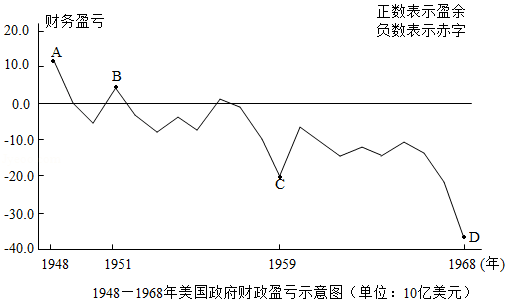 财务盈亏
正数表示盈余
负数表示赤字
20.0
10.0
0.0
-10.0
-20.0
-30.0
-40.0
A
B
C
D
1948 1951 1959 1968 (年)
1948－1968年美国政府财政盈亏示意图（单位：10亿美元）